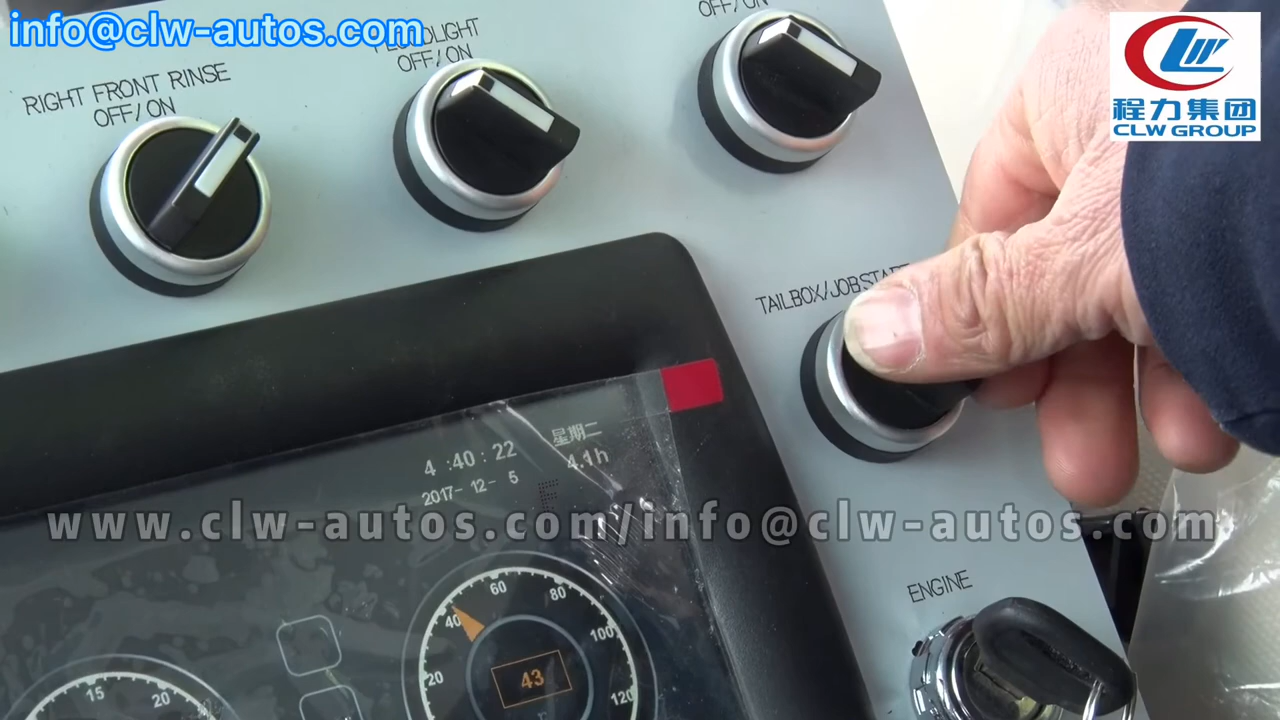 info@clw-autos.com
OFF/ON
RIGHT FRONT RINSE
OFF/ON
OFF/ON
程力集团
CLW GROUP
TAILBOX/JOB
4:40:22
星期二
2017-12-5
4.1h
www.clw-autos.com/info@clw-autos.com
ENGINE
15
20
20
40
60
80
100
120
43